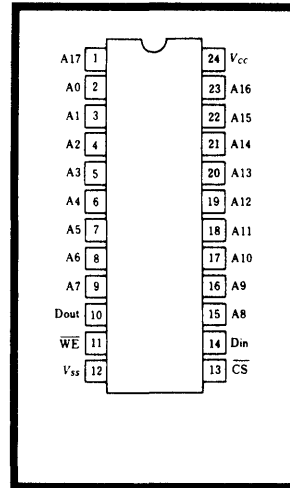 A17 1 24 Vcc
A0 2 23 A16
A1 3 22 A15
A2 4 21 A14
A3 5 20 A13
A4 6 19 A12
A5 7 18 A11
A6 8 17 A10
A7 9 16 A9
Dout 10 15 A8
WE 11 14 Din
Vss 12 13 CS